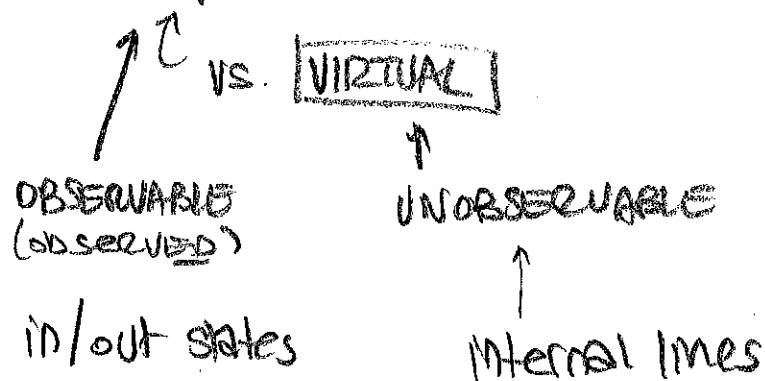 vs. VIRTUAL
OBSERVABLE UNOBSERVABLE
(OBSERVED)
in/out states internal lines